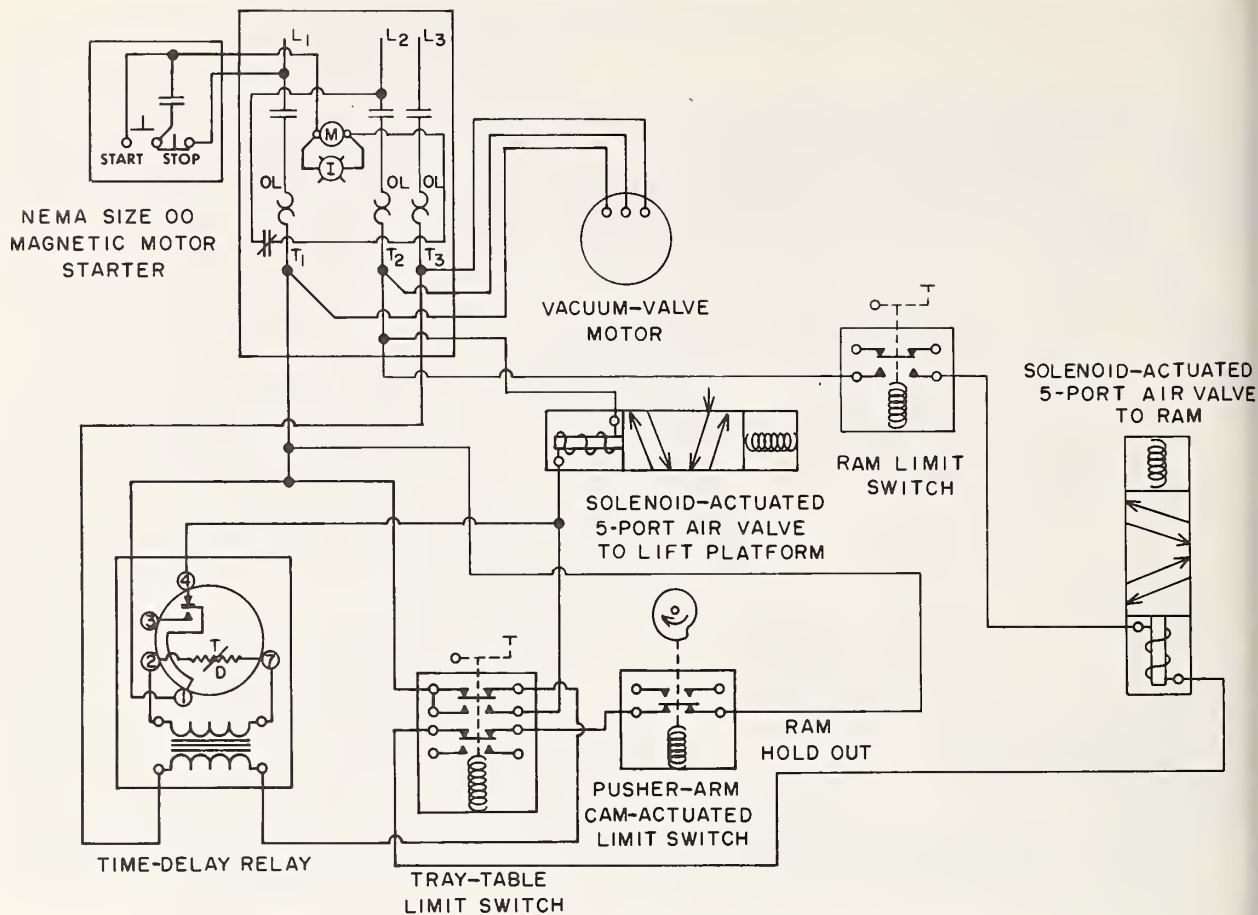 L1
L2
L3
START
STOP
M
I
OL
OL
OL
T1
T2
T3
NEMA SIZE 00
MAGNETIC MOTOR
STARTER
VACUUM-VALVE
MOTOR
SOLENOID-ACTUATED
5-PORT AIR VALVE
TO RAM
RAM LIMIT
SWITCH
SOLENOID-ACTUATED
5-PORT AIR VALVE
TO LIFT PLATFORM
4
3
2
T
D
7
1
RAM
HOLD OUT
PUSHER-ARM
CAM-ACTUATED
LIMIT SWITCH
TIME-DELAY RELAY
TRAY-TABLE
LIMIT SWITCH